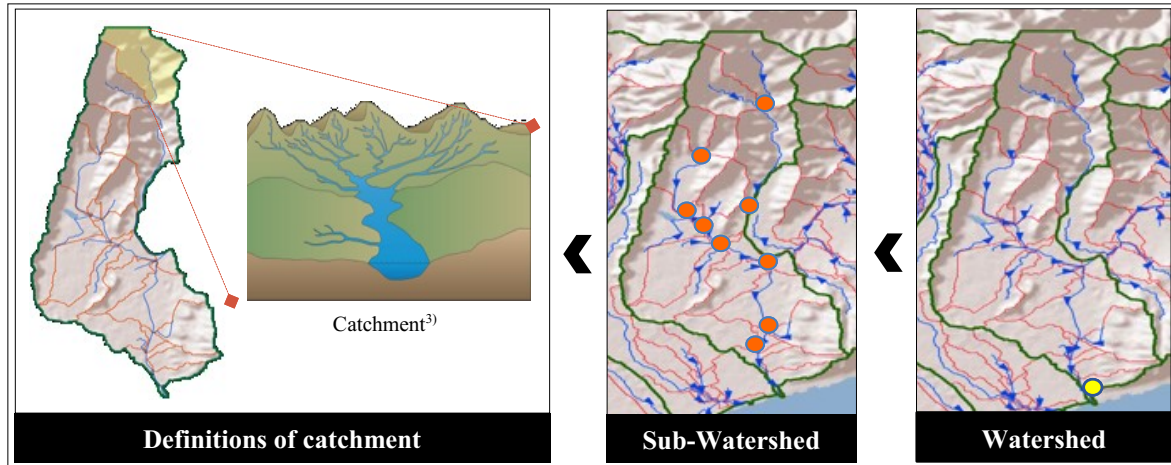 Catchment3)
Definitions of catchment
Sub-Watershed
Watershed